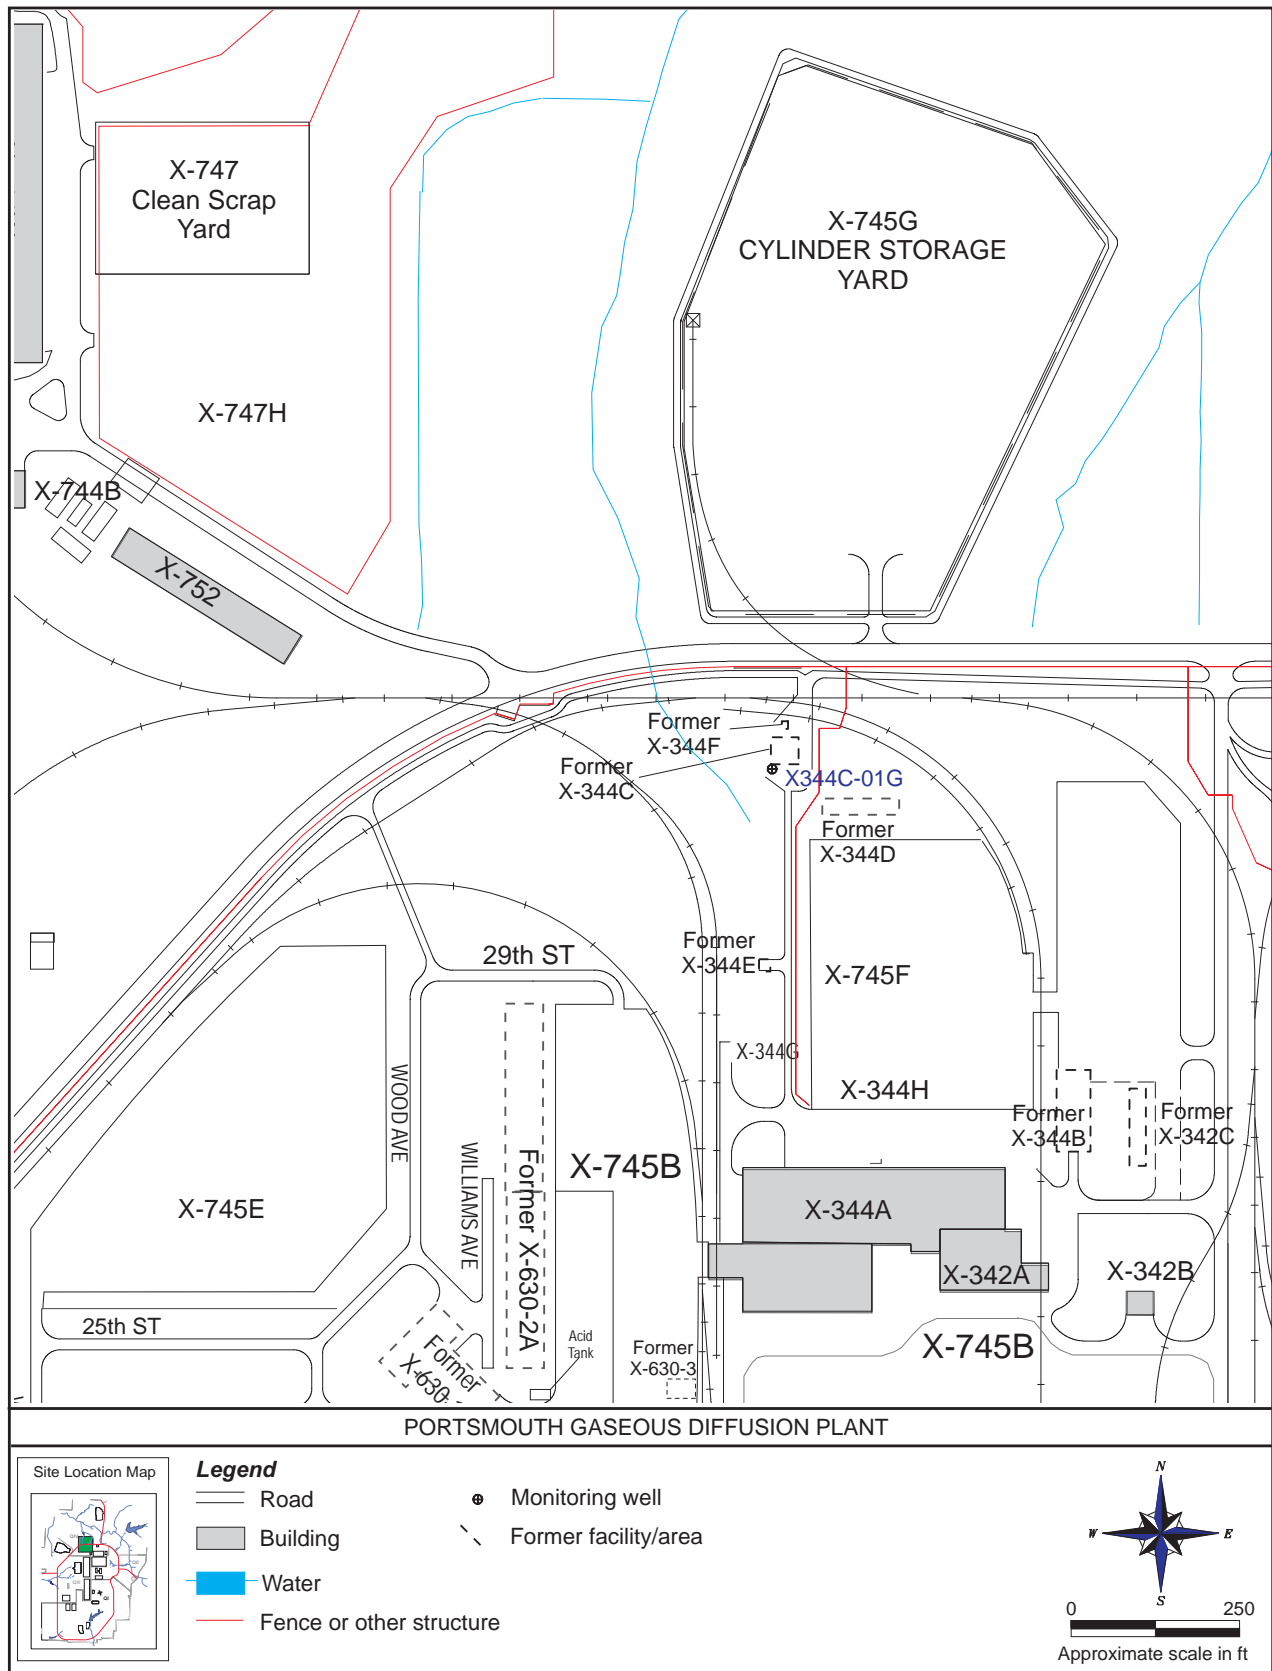 X-747
Clean Scrap
Yard
X-745G
CYLINDER STORAGE
YARD
X-747H
X-744B
X-752
Former
X-344F
Former
X-344C
X344C-01G
Former
X-344D
29th ST
Former
X-344E
X-745F
X-344G
X-344H
WOOD AVE
Former
X-344B
Former
X-342C
WILLIAMS AVE
Former X-630-2A
X-745B
X-745E
X-344A
X-342A
X-342B
25th ST
Former
X-630-
Acid
Tank
Former
X-630-3
X-745B
PORTSMOUTH GASEOUS DIFFUSION PLANT
Site Location Map
Legend
Road
Building
Water
Fence or other structure
Monitoring well
Former facility/area
N
W
E
S
0 250
Approximate scale in ft